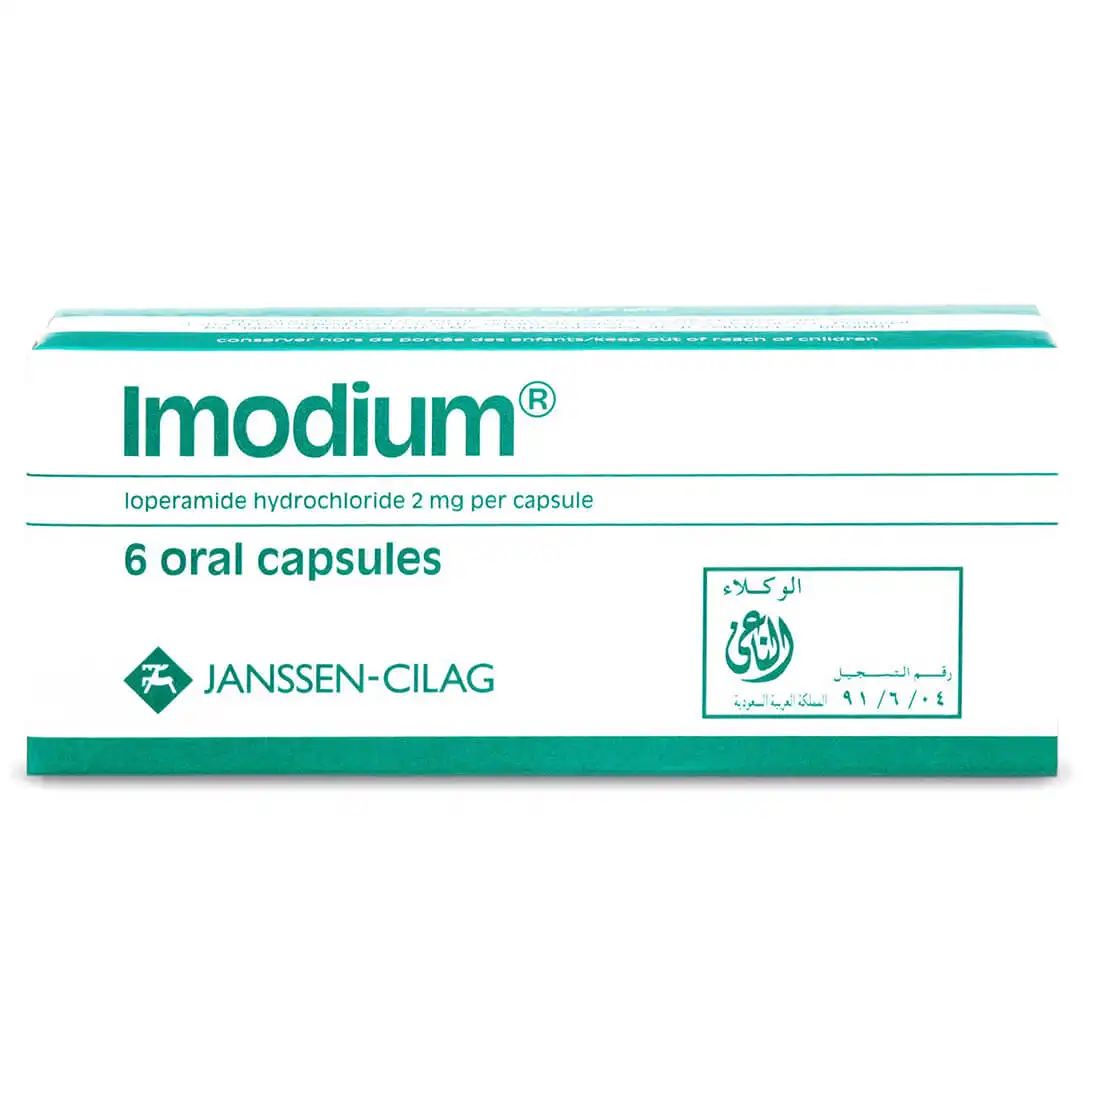 conserver hors de portée des enfants/keep out of reach of children
Imodium®
loperamide hydrochloride 2 mg per capsule
6 oral capsules
JANSSEN-CILAG
الوكلاء
الناغي
رقم التسجيل
٩١/٦/٠٤
المملكة العربية السعودية